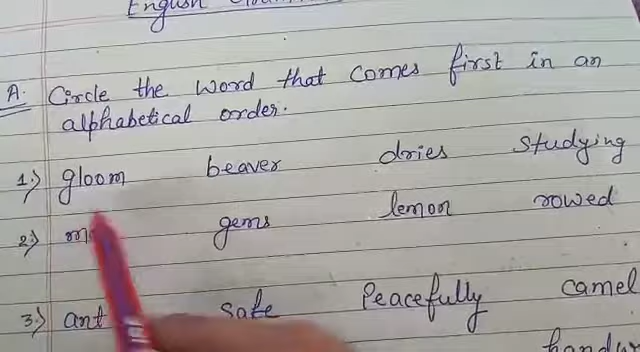 English
A. Circle the word that comes first in an
alphabetical order.
1) gloom beaver dries studying
2) gems lemon rowed
3) ant safe Peacefully camel